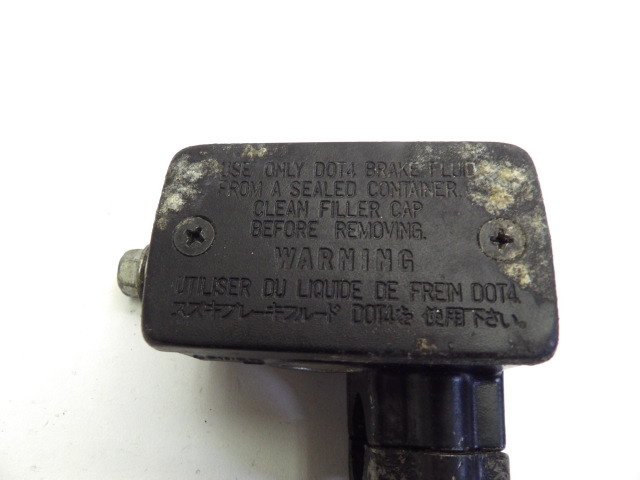 USE ONLY DOT4 BRAKE FLUID
FROM A SEALED CONTAINER.
CLEAN FILLER CAP
BEFORE REMOVING.
WARNING
UTILISER DU LIQUIDE DE FREIN DOT4.
スズキブレーキフルード DOT4を 使用下さい。